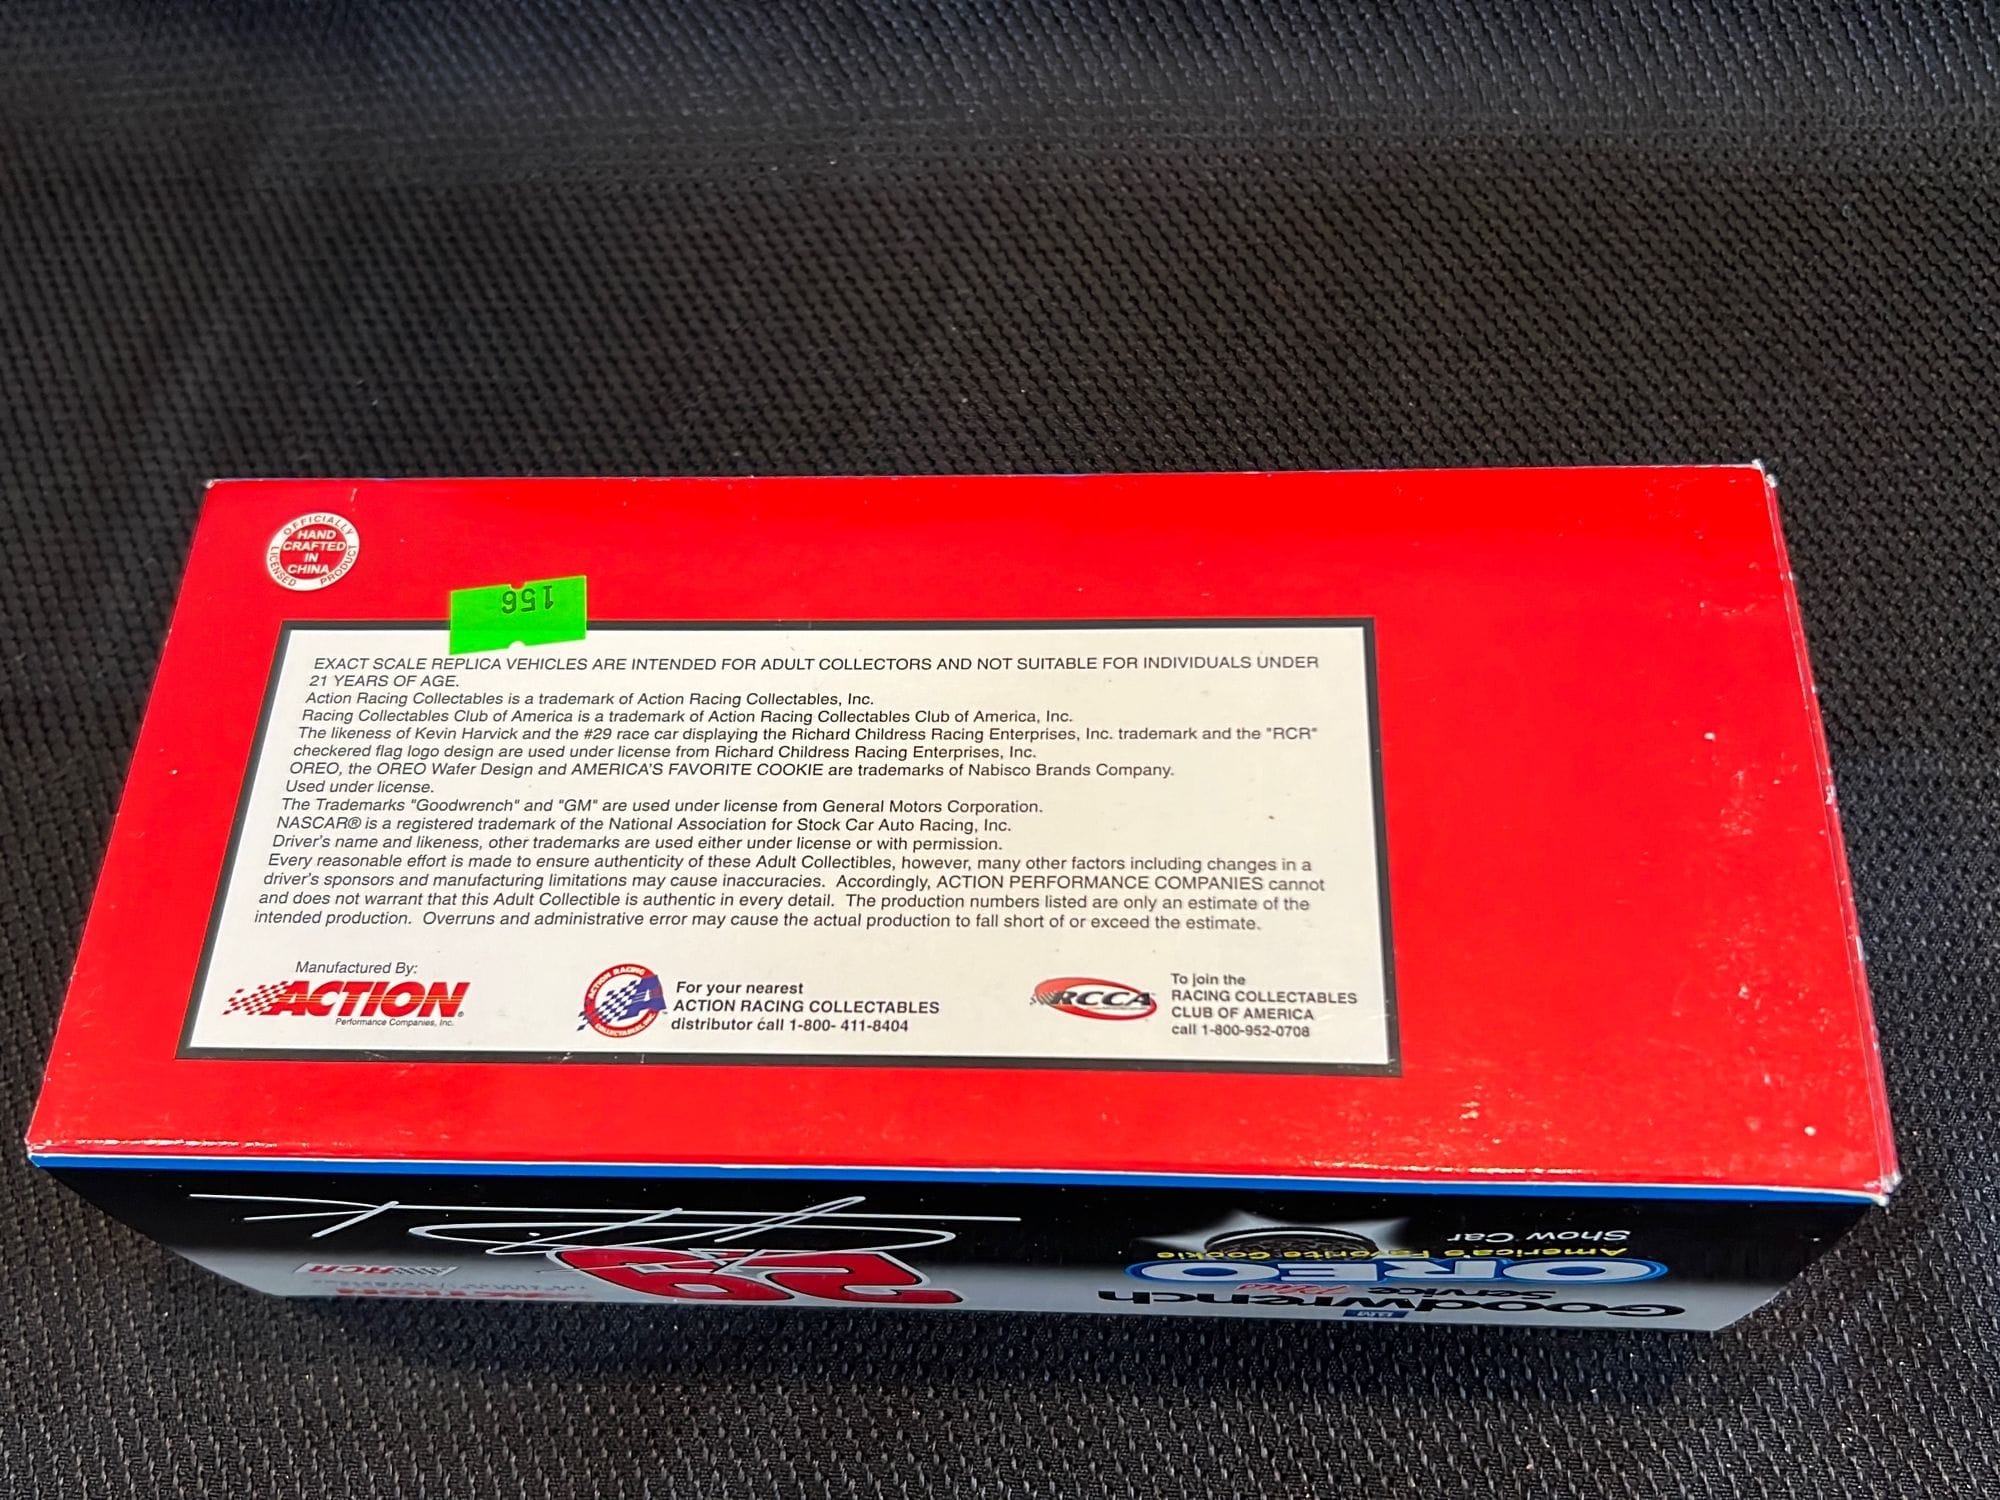 OFFICIALLY LICENSED PRODUCT
HAND
CRAFTED
IN
CHINA
156
EXACT SCALE REPLICA VEHICLES ARE INTENDED FOR ADULT COLLECTORS AND NOT SUITABLE FOR INDIVIDUALS UNDER
21 YEARS OF AGE.
Action Racing Collectables is a trademark of Action Racing Collectables, Inc.
Racing Collectables Club of America is a trademark of Action Racing Collectables Club of America, Inc.
The likeness of Kevin Harvick and the #29 race car displaying the Richard Childress Racing Enterprises, Inc. trademark and the "RCR"
checkered flag logo design are used under license from Richard Childress Racing Enterprises, Inc.
OREO, the OREO Wafer Design and AMERICA'S FAVORITE COOKIE are trademarks of Nabisco Brands Company.
Used under license.
The Trademarks "Goodwrench" and "GM" are used under license from General Motors Corporation.
NASCAR® is a registered trademark of the National Association for Stock Car Auto Racing, Inc.
Driver's name and likeness, other trademarks are used either under license or with permission.
Every reasonable effort is made to ensure authenticity of these Adult Collectibles, however, many other factors including changes in a
driver's sponsors and manufacturing limitations may cause inaccuracies. Accordingly, ACTION PERFORMANCE COMPANIES cannot
and does not warrant that this Adult Collectible is authentic in every detail. The production numbers listed are only an estimate of the
intended production. Overruns and administrative error may cause the actual production to fall short of or exceed the estimate.
Manufactured By:
ACTION®
Performance Companies, Inc.
ACTION RACING
COLLECTABLES, INC.
For your nearest
ACTION RACING COLLECTABLES
distributor call 1-800- 411-8404
RCCA
To join the
RACING COLLECTABLES
CLUB OF AMERICA
call 1-800-952-0708
29
RCR
ACTION
GM
Goodwrench
Service Plus
OREO
America's Favorite Cookie
Show Car